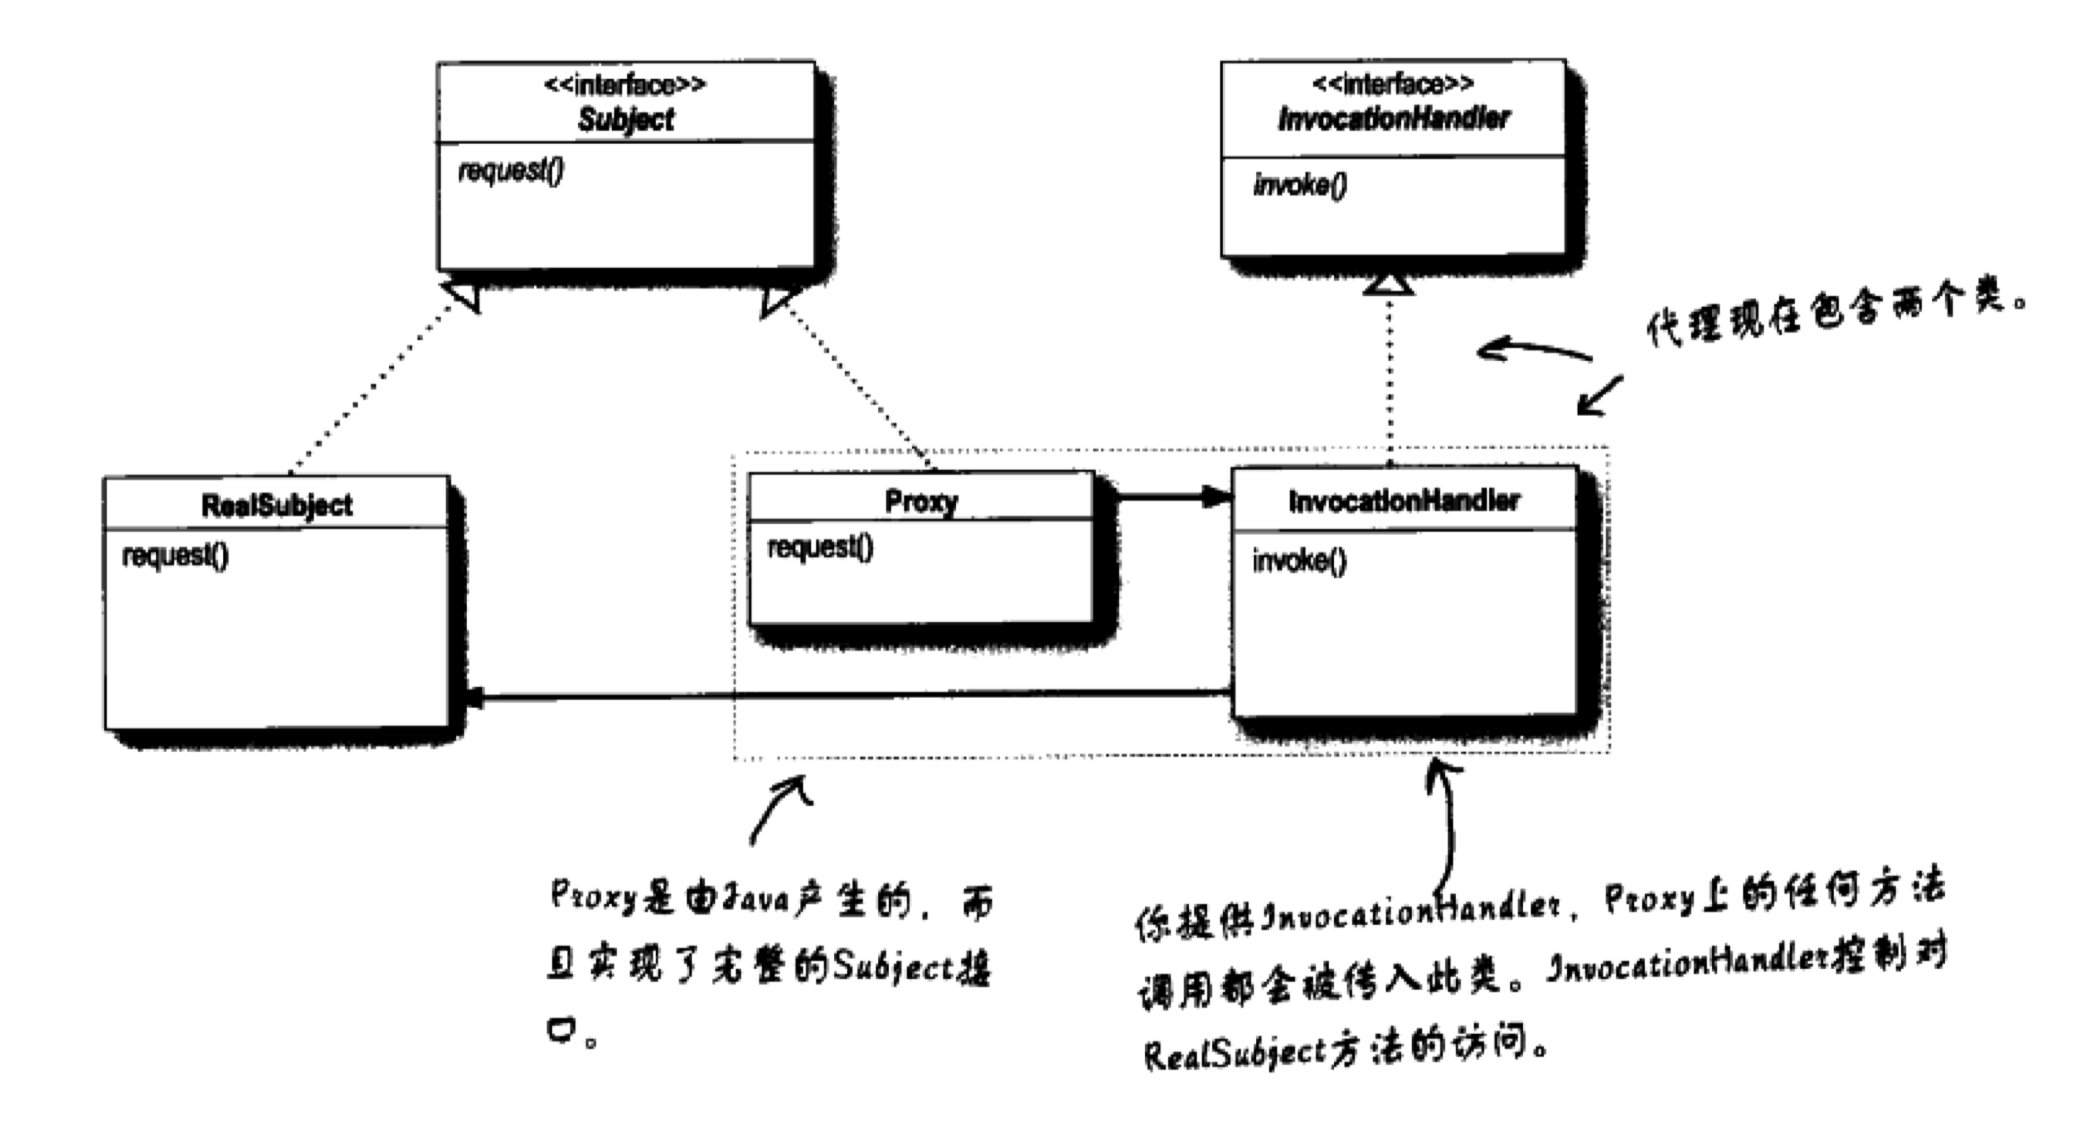 <<interface>>
Subject
request()
<<interface>>
InvocationHandler
invoke()
代理现在包含两个类。
RealSubject
request()
Proxy
request()
InvocationHandler
invoke()
Proxy是由Java产生的，而
且实现了完整的Subject接
口。
你提供InvocationHandler，Proxy上的任何方法
调用都会被传入此类。InvocationHandler控制对
RealSubject方法的访问。